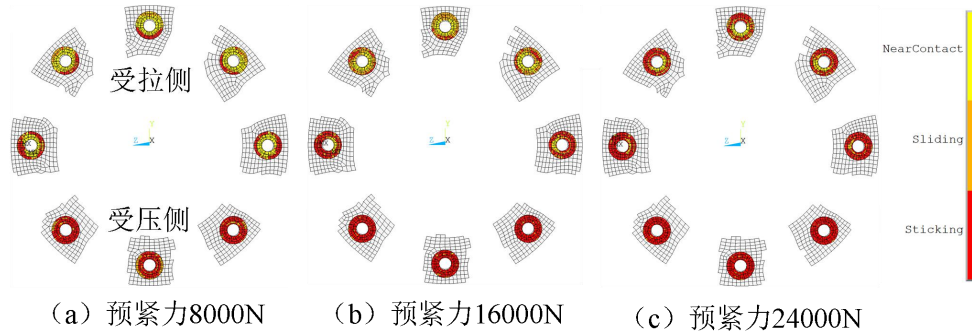 NearContact
受拉侧
Sliding
受压侧
Sticking
（a）预紧力8000N
（b）预紧力16000N
（c）预紧力24000N